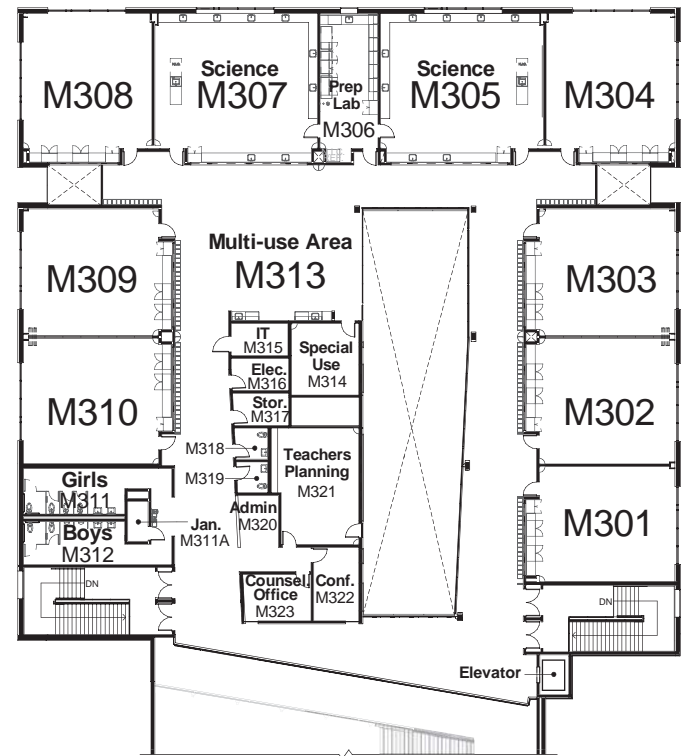 Science
M307
Science
M305
M308
M304
Prep
Lab
M306
Multi-use Area
M313
M309
M303
IT
M315
Special
Use
M314
Elec.
M316
Stor.
M317
M310
M302
M318
Teachers
Planning
M321
M319
Girls
M311
Admin
M320
Jan.
M311A
Boys
M312
M301
Counsel
Office
M323
Conf.
M322
DN
DN
Elevator